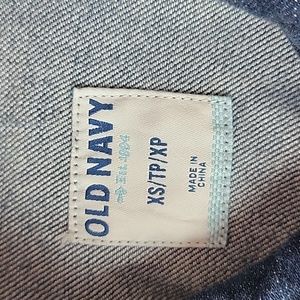 OLD NAVY
Est. 1994
XS/TP/XP
MADE IN
CHINA